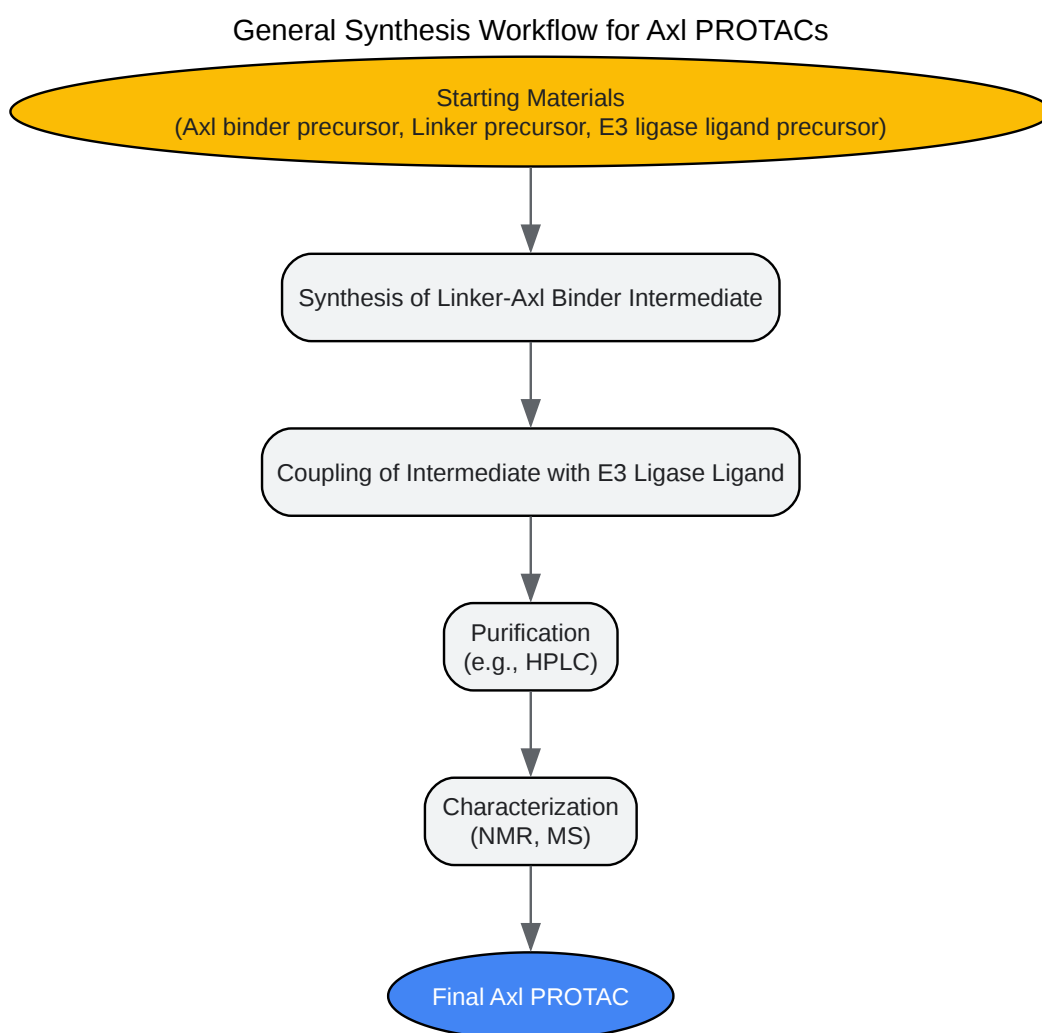 General Synthesis Workflow for Axl PROTACs
Starting Materials
(Axl binder precursor, Linker precursor, E3 ligase ligand precursor)
Synthesis of Linker-Axl Binder Intermediate
Coupling of Intermediate with E3 Ligase Ligand
Purification
(e.g., HPLC)
Characterization
(NMR, MS)
Final Axl PROTAC